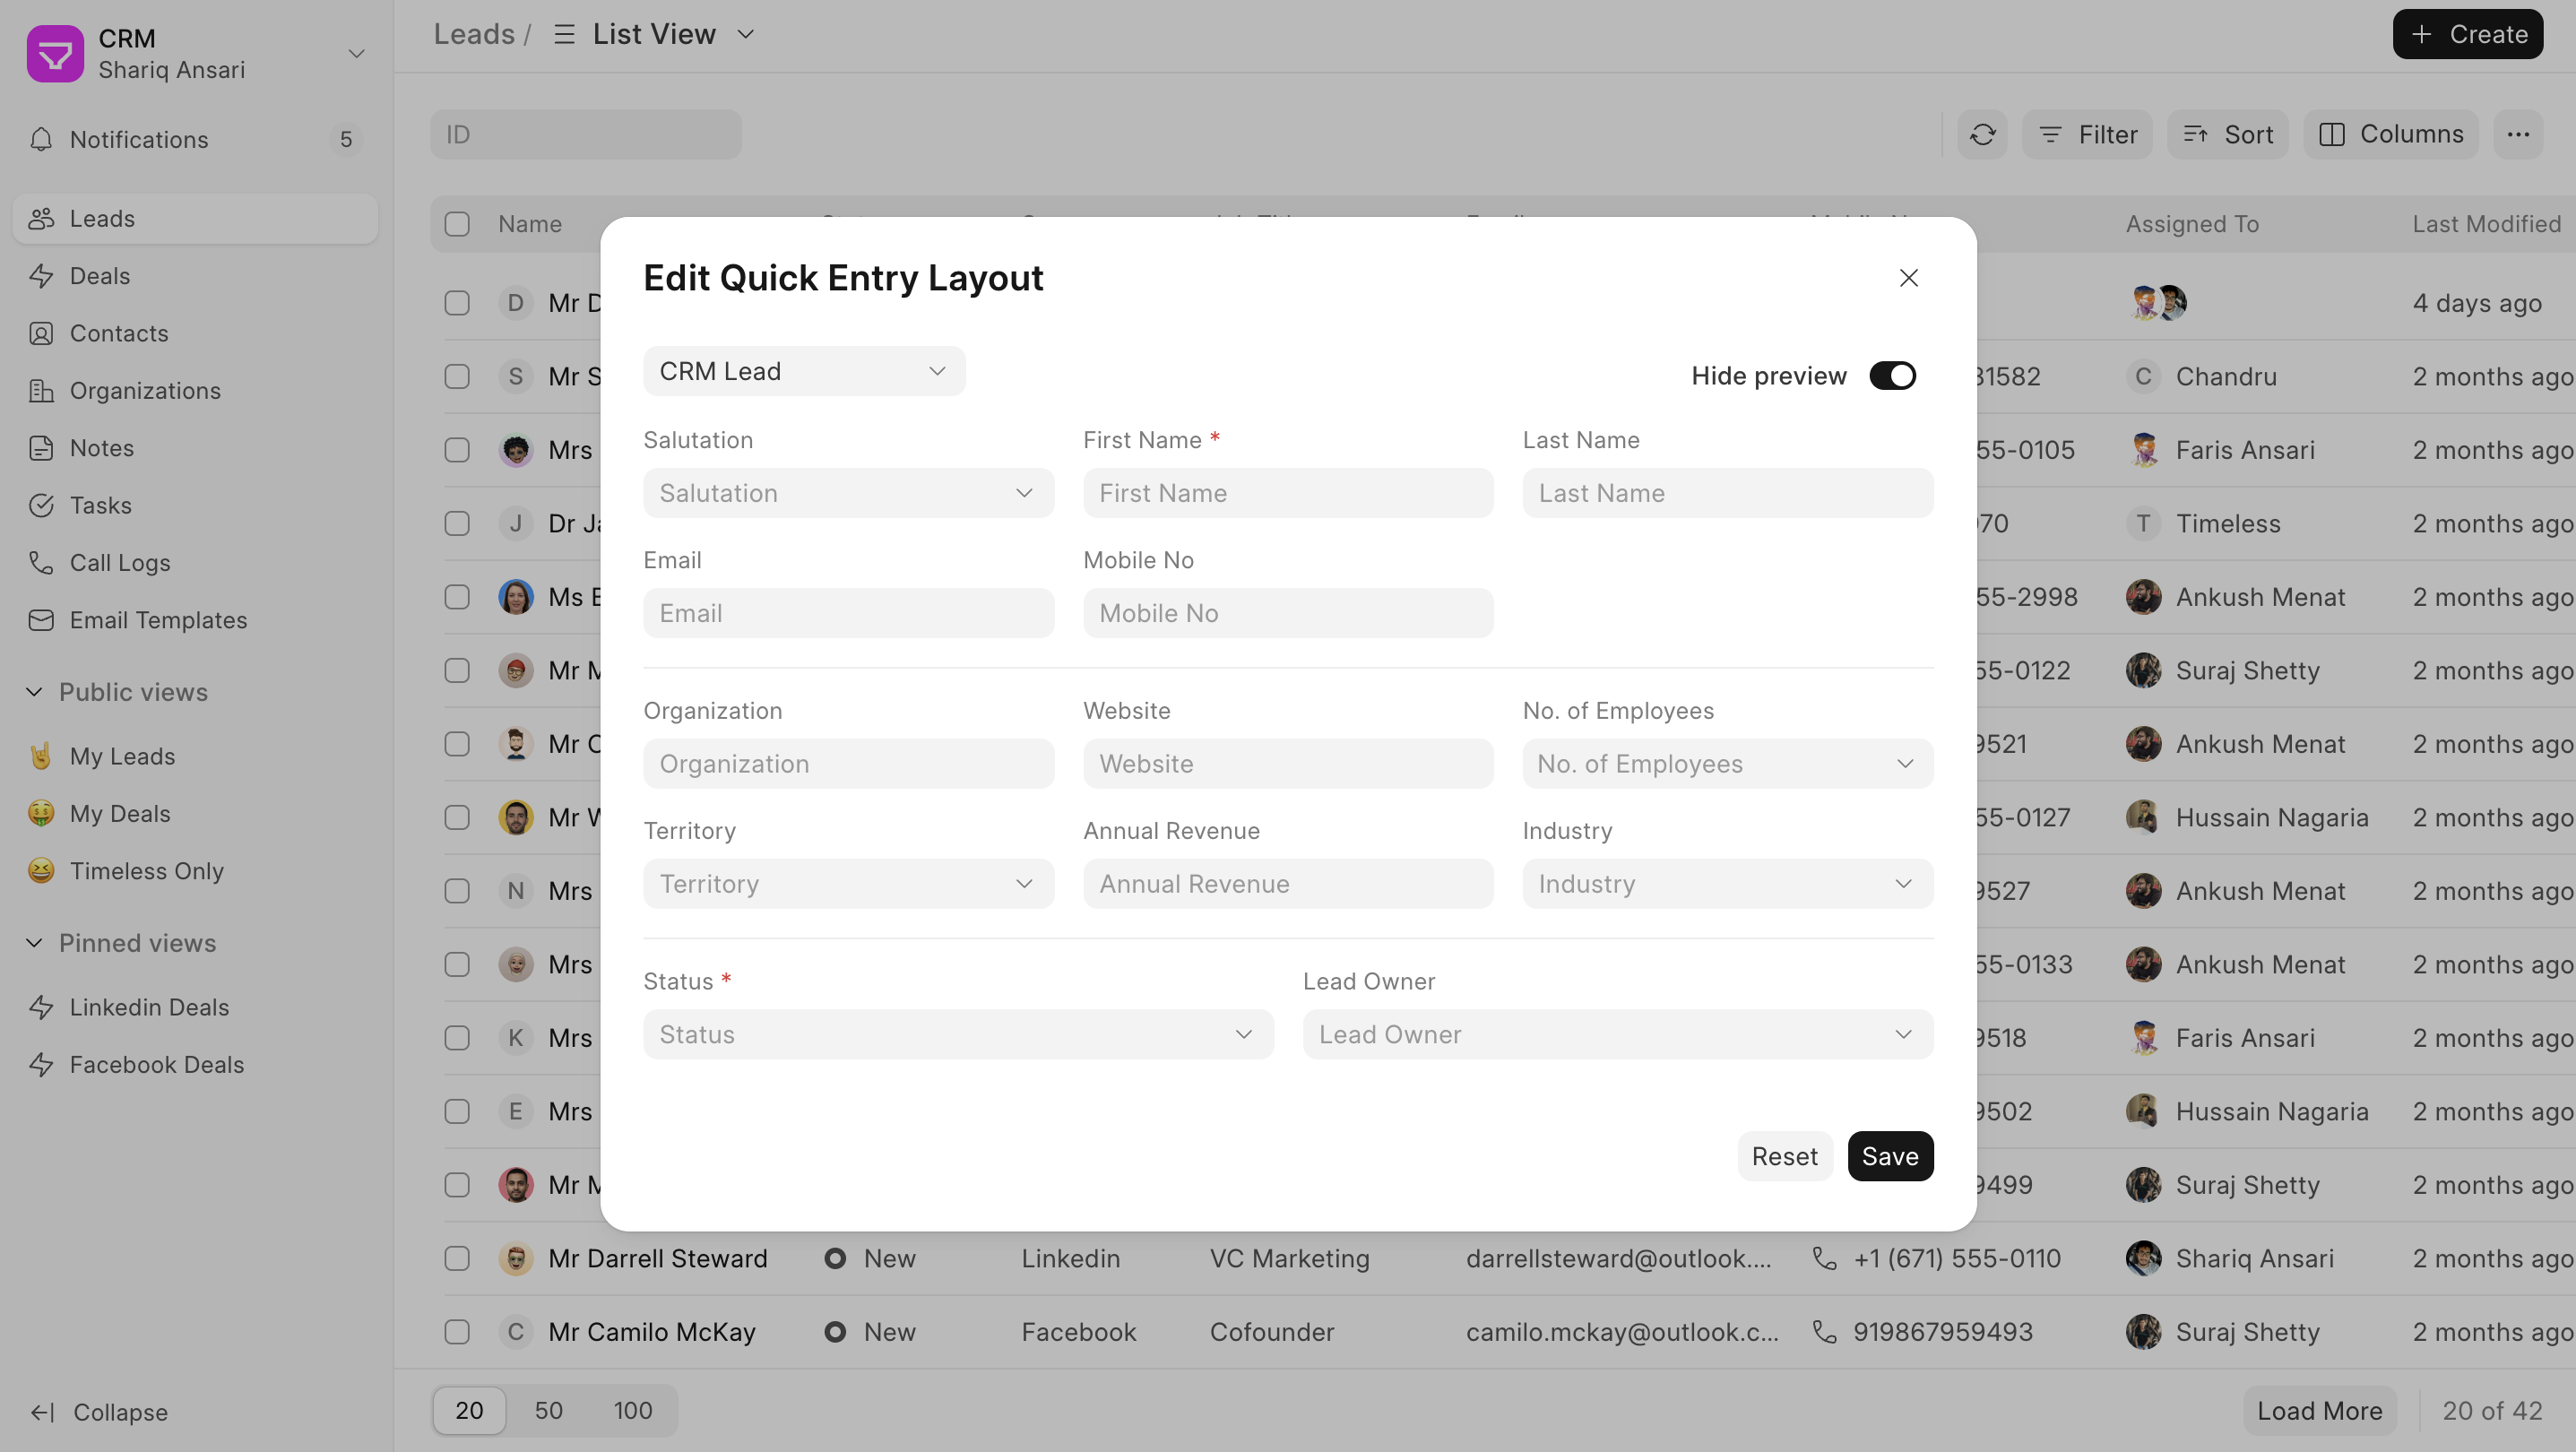 CRM
Shariq Ansari
Notifications 5
Leads
Deals
Contacts
Organizations
Notes
Tasks
Call Logs
Email Templates
Public views
My Leads
My Deals
Timeless Only
Pinned views
Linkedin Deals
Facebook Deals
Collapse
Leads / List View
Create
ID
Filter Sort Columns
Name Assigned To Last Modified
D Mr 4 days ago
S Mr 31582 C Chandru 2 months ago
Mrs 55-0105 Faris Ansari 2 months ago
J Dr 970 T Timeless 2 months ago
Ms 55-2998 Ankush Menat 2 months ago
Mr 55-0122 Suraj Shetty 2 months ago
Mr 9521 Ankush Menat 2 months ago
Mr 55-0127 Hussain Nagaria 2 months ago
N Mrs 9527 Ankush Menat 2 months ago
Mrs 55-0133 Ankush Menat 2 months ago
K Mrs 9518 Faris Ansari 2 months ago
E Mrs 9502 Hussain Nagaria 2 months ago
Mr 9499 Suraj Shetty 2 months ago
Mr Darrell Steward New Linkedin VC Marketing darrellsteward@outlook.... +1 (671) 555-0110 Shariq Ansari 2 months ago
C Mr Camilo McKay New Facebook Cofounder camilo.mckay@outlook.c... 919867959493 Suraj Shetty 2 months ago
20 50 100
Load More 20 of 42
Edit Quick Entry Layout
CRM Lead Hide preview
Salutation First Name * Last Name
Salutation First Name Last Name
Email Mobile No
Email Mobile No
Organization Website No. of Employees
Organization Website No. of Employees
Territory Annual Revenue Industry
Territory Annual Revenue Industry
Status * Lead Owner
Status Lead Owner
Reset Save